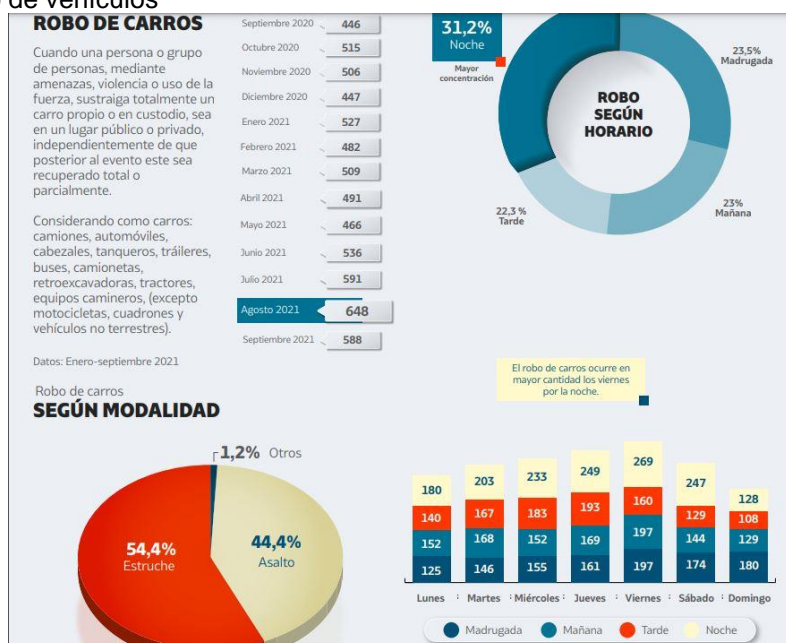 de vehículos
ROBO DE CARROS
Cuando una persona o grupo
de personas, mediante
amenazas, violencia o uso de la
fuerza, sustraiga totalmente un
carro propio o en custodio, sea
en un lugar público o privado,
independientemente de que
posterior al evento este sea
recuperado total o
parcialmente.
Considerando como carros:
camiones, automóviles,
cabezales, tanqueros, tráileres,
buses, camionetas,
retroexcavadoras, tractores,
equipos camineros, (excepto
motocicletas, cuadrones y
vehículos no terrestres).
Datos: Enero-septiembre 2021
Septiembre 2020 446
Octubre 2020 515
Noviembre 2020 506
Diciembre 2020 447
Enero 2021 527
Febrero 2021 482
Marzo 2021 509
Abril 2021 491
Mayo 2021 466
Junio 2021 536
Julio 2021 591
Agosto 2021 648
Septiembre 2021 588
31,2%
Noche
Mayor
concentración
ROBO
SEGÚN
HORARIO
23,5%
Madrugada
23%
Mañana
22,3 %
Tarde
Robo de carros
SEGÚN MODALIDAD
1,2% Otros
54,4%
Estruche
44,4%
Asalto
El robo de carros ocurre en
mayor cantidad los viernes
por la noche.
180 203 233 249 269 247 128
140 167 183 193 160 129 108
152 168 152 169 197 144 129
125 146 155 161 197 174 180
Lunes Martes Miércoles Jueves Viernes Sábado Domingo
Madrugada Mañana Tarde Noche